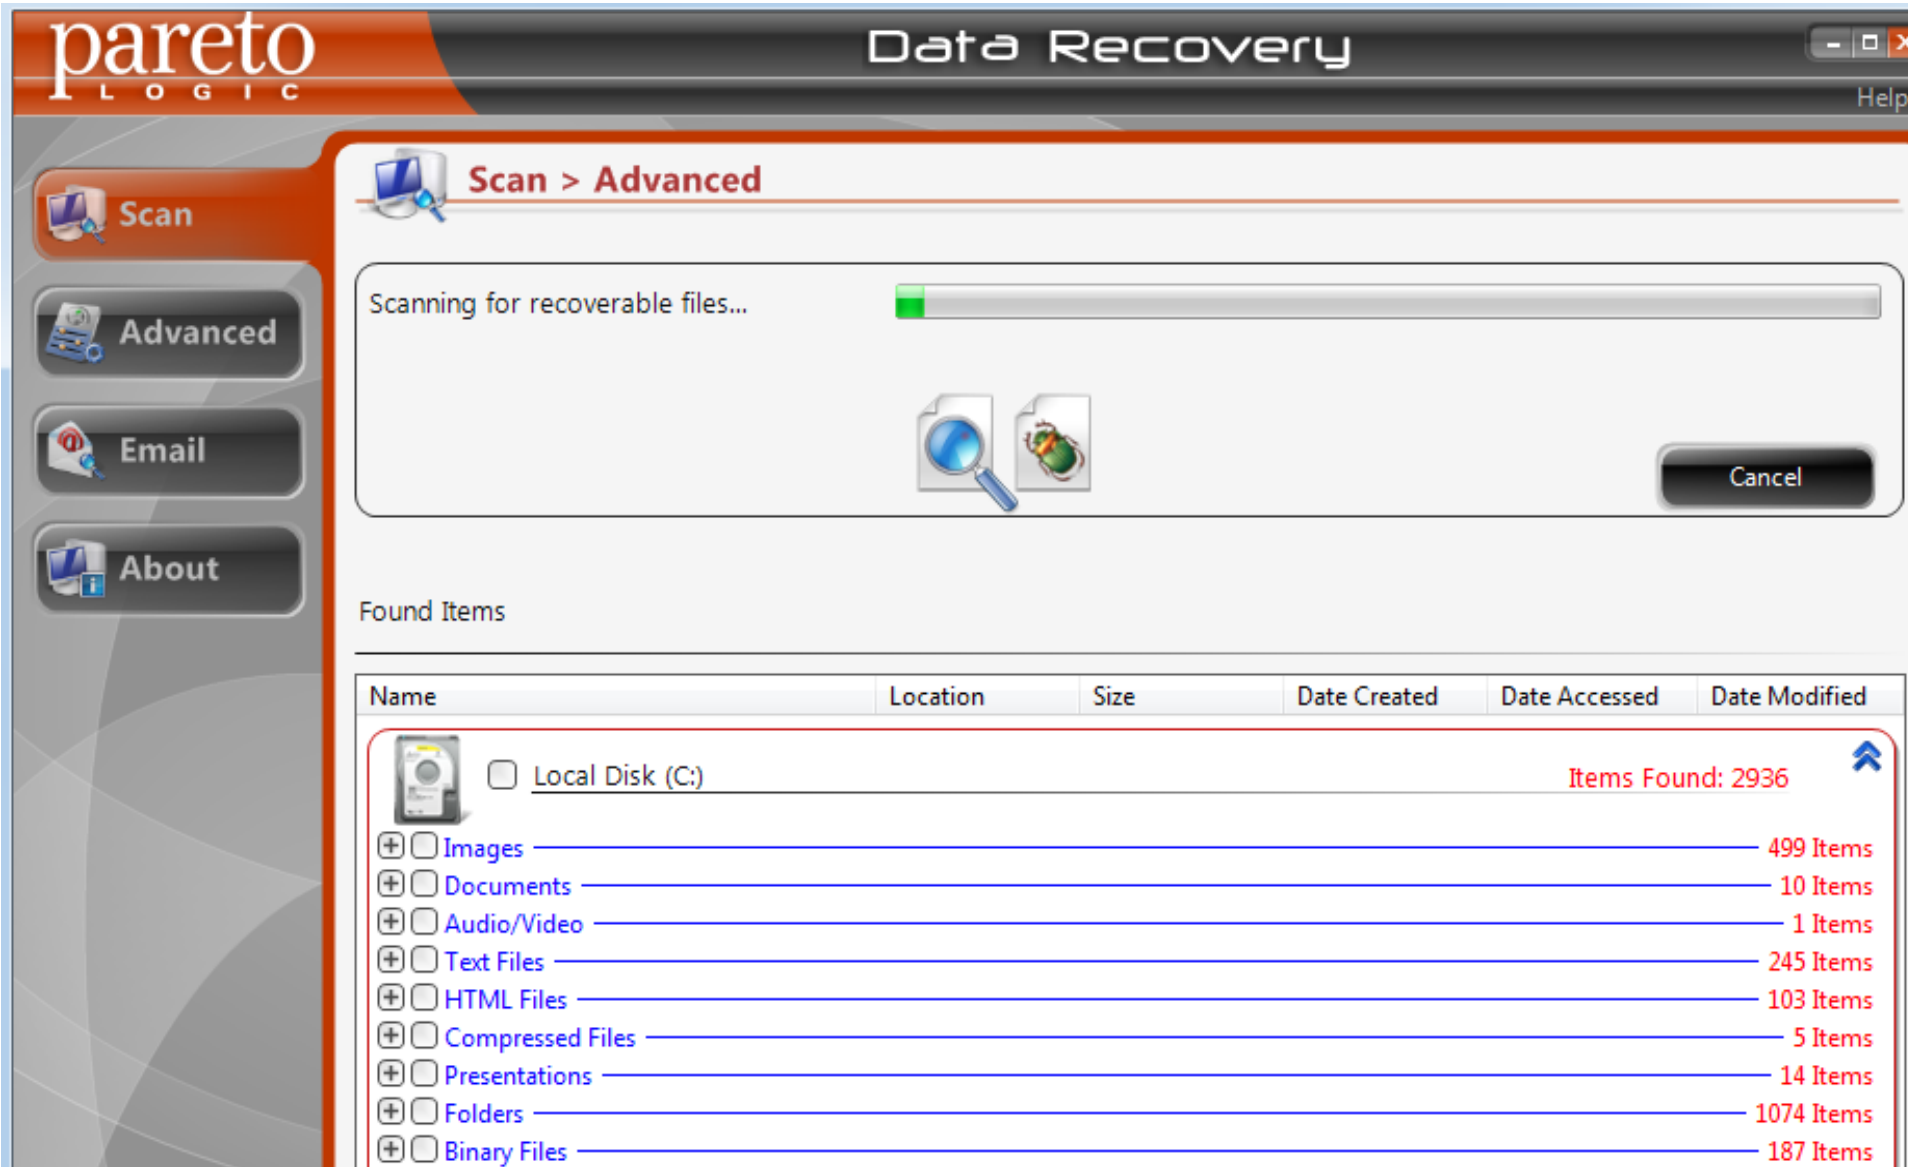 pareto
LOGIC
Data Recovery
Help
Scan
Advanced
Email
About
Scan > Advanced
Scanning for recoverable files...
Cancel
Found Items
Name Location Size Date Created Date Accessed Date Modified
Local Disk (C:) Items Found: 2936
Images 499 Items
Documents 10 Items
Audio/Video 1 Items
Text Files 245 Items
HTML Files 103 Items
Compressed Files 5 Items
Presentations 14 Items
Folders 1074 Items
Binary Files 187 Items